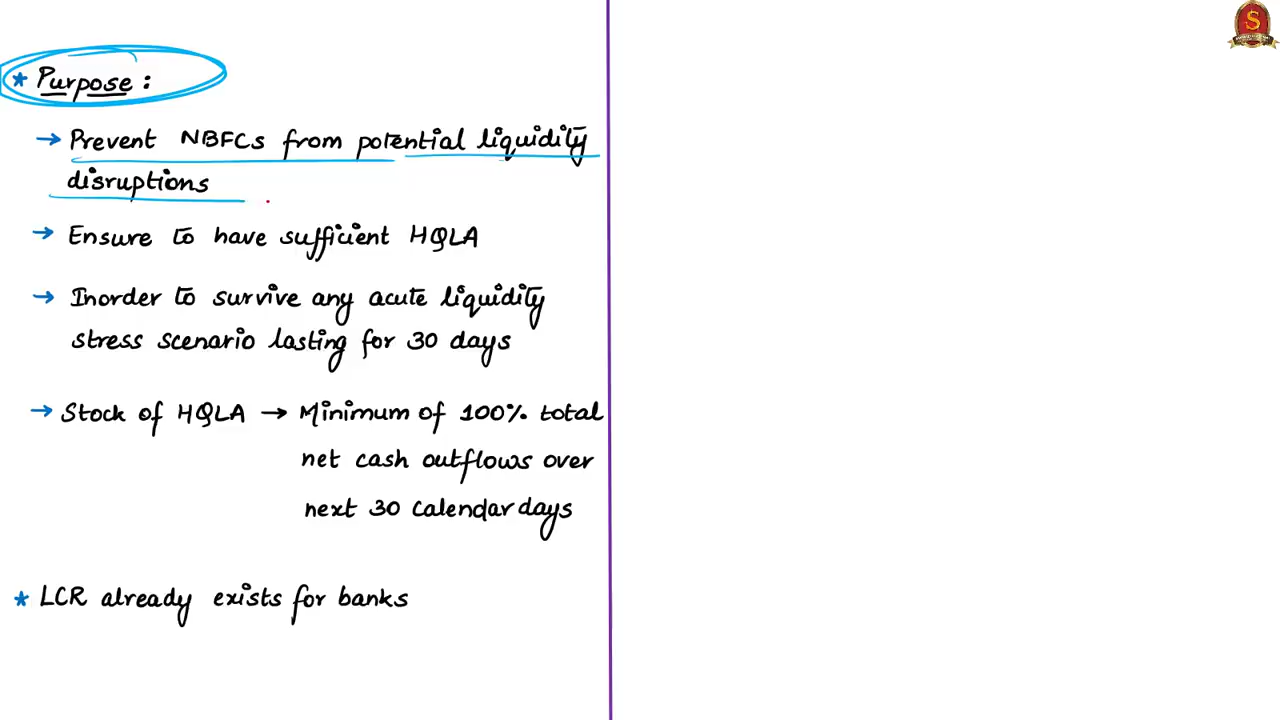 * Purpose :
→ Prevent NBFCs from potential liquidity
disruptions
→ Ensure to have sufficient HQLA
→ Inorder to survive any acute liquidity
stress scenario lasting for 30 days
→ Stock of HQLA → Minimum of 100% total
net cash outflows over
next 30 calendar days
* LCR already exists for banks
S